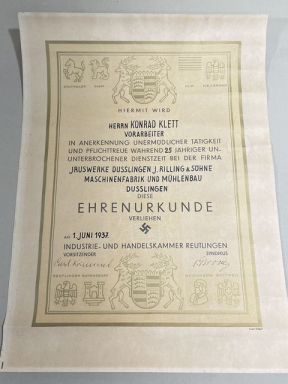 HIERMIT WIRD
HERRN KONRAD KLETT
VORARBEITER
IN ANERKENNUNG UNERMÜDLICHER TÄTIGKEIT
UND PFLICHTTREUE WÄHREND 25 JÄHRIGER UN-
UNTERBROCHENER DIENSTZEIT BEI DER FIRMA
JRUSWERKE DUSSLINGEN J. RILLING & SÖHNE
MASCHINENFABRIK UND MÜHLENBAU
DUSSLINGEN
DIESE
EHRENURKUNDE
VERLIEHEN
DEN 1. JUNI 1937.
INDUSTRIE- UND HANDELSKAMMER REUTLINGEN
VORSITZENDER SYNDIKUS